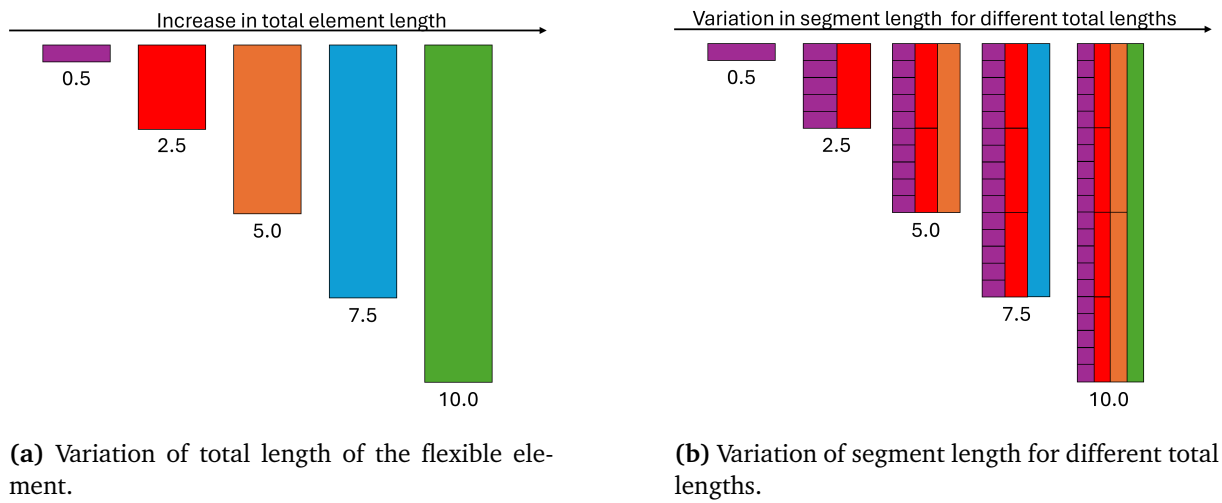 Increase in total element length
0.5
2.5
5.0
7.5
10.0
(a) Variation of total length of the flexible ele-
ment.
Variation in segment length for different total lengths
0.5
2.5
5.0
7.5
10.0
(b) Variation of segment length for different total
lengths.